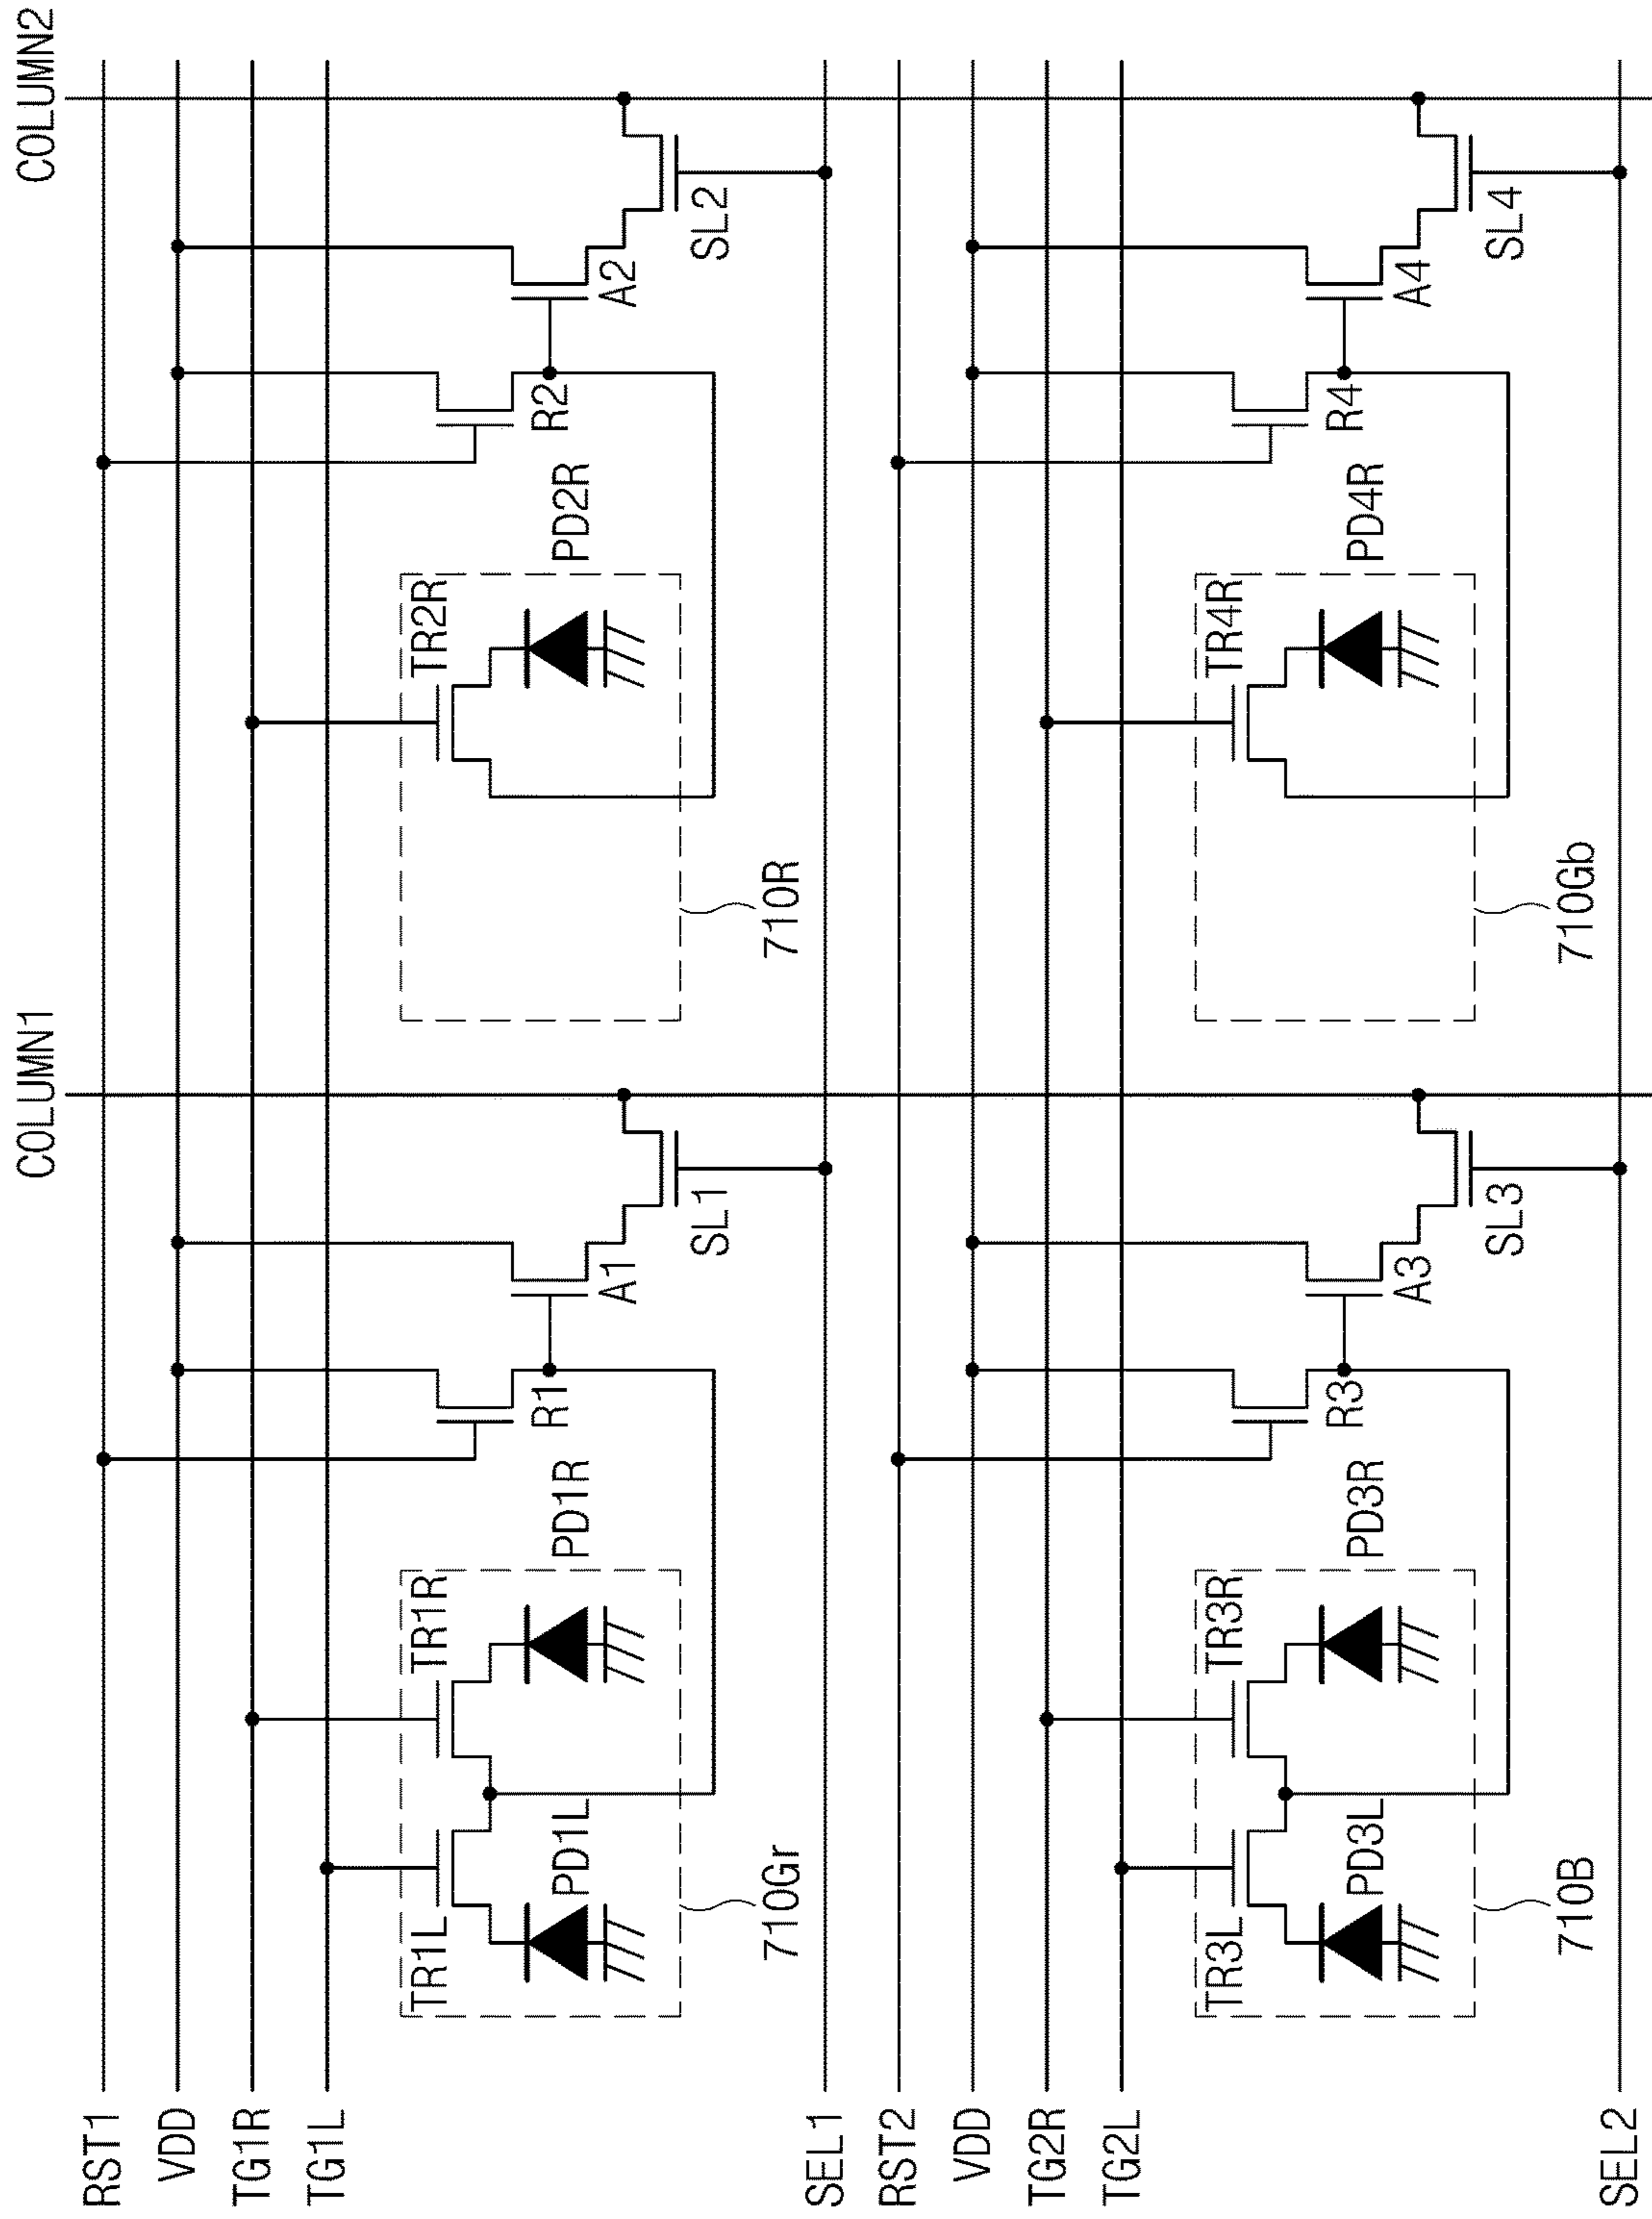 COLUMN1
COLUMN2
RST1
VDD
TG1R
TG1L
TR1L
TR1R
PD1L
PD1R
R1
A1
SL1
710Gr
TR2R
PD2R
R2
A2
SL2
710R
SEL1
RST2
VDD
TG2R
TG2L
TR3L
TR3R
PD3L
PD3R
R3
A3
SL3
710B
TR4R
PD4R
R4
A4
SL4
710Gb
SEL2